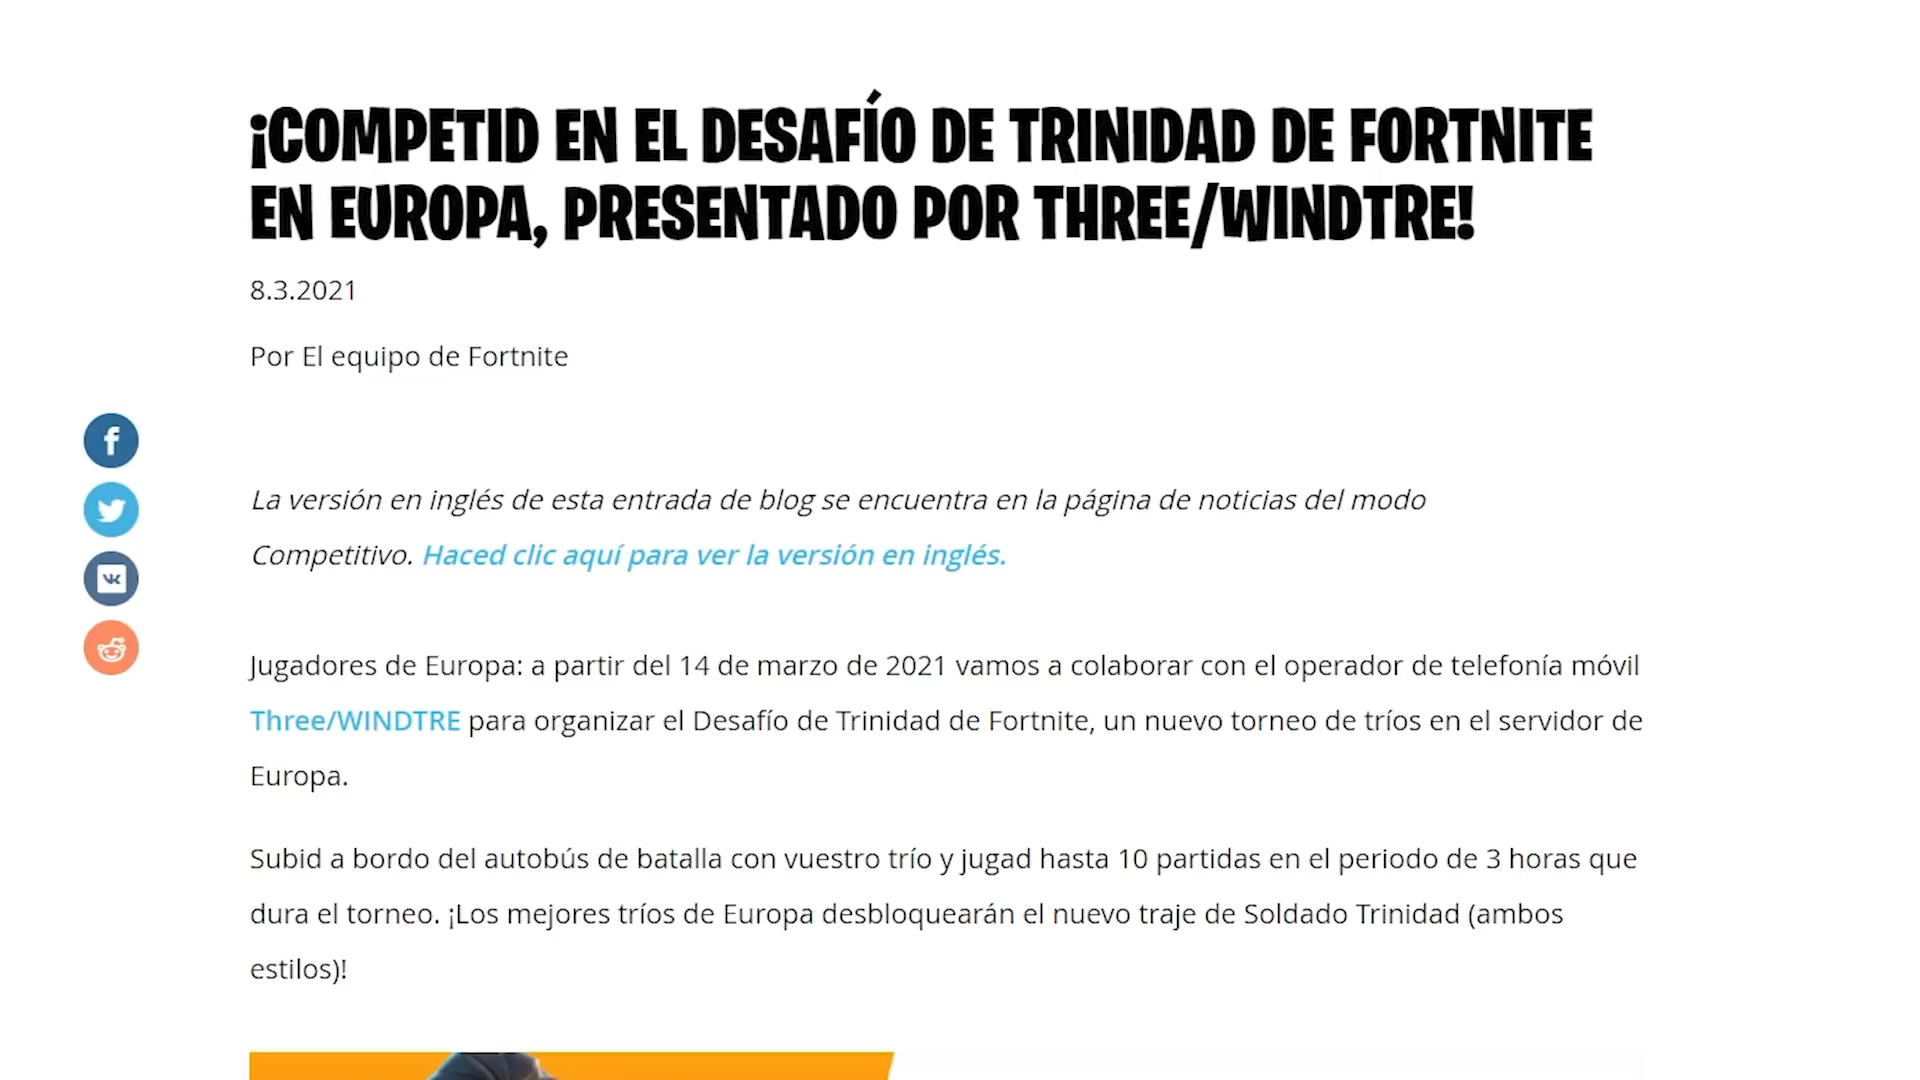 ¡COMPETID EN EL DESAFÍO DE TRINIDAD DE FORTNITE
EN EUROPA, PRESENTADO POR THREE/WINDTRE!
8.3.2021
Por El equipo de Fortnite
La versión en inglés de esta entrada de blog se encuentra en la página de noticias del modo
Competitivo. Haced clic aquí para ver la versión en inglés.
Jugadores de Europa: a partir del 14 de marzo de 2021 vamos a colaborar con el operador de telefonía móvil
Three/WINDTRE para organizar el Desafío de Trinidad de Fortnite, un nuevo torneo de tríos en el servidor de
Europa.
Subid a bordo del autobús de batalla con vuestro trío y jugad hasta 10 partidas en el periodo de 3 horas que
dura el torneo. ¡Los mejores tríos de Europa desbloquearán el nuevo traje de Soldado Trinidad (ambos
estilos)!